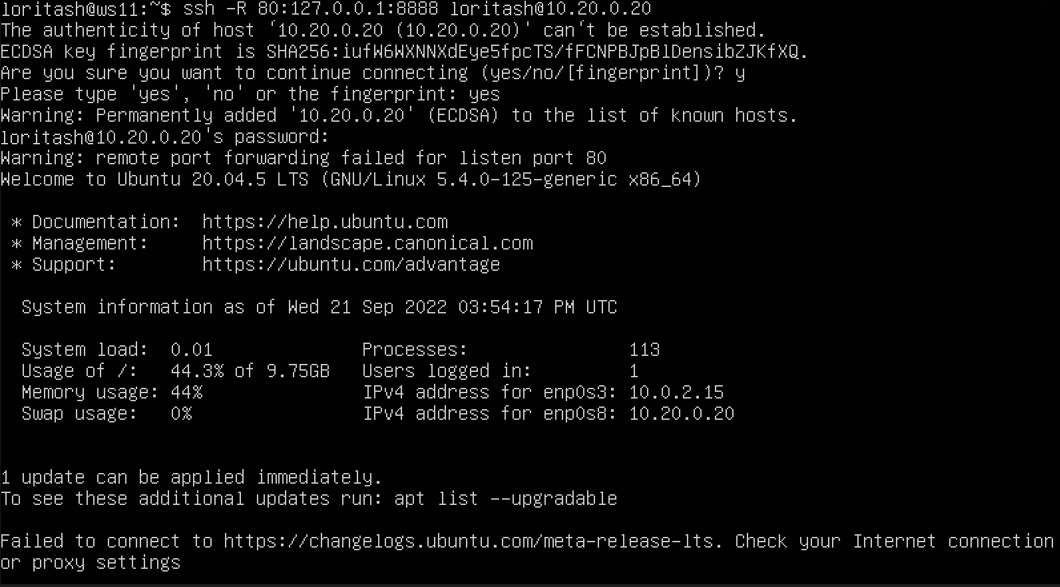 loritash@ws11:~$ ssh -R 80:127.0.0.1:8888 loritash@10.20.0.20
The authenticity of host '10.20.0.20 (10.20.0.20)' can't be established.
ECDSA key fingerprint is SHA256:iufW6WXNNXdEye5fpcTS/fFCNPBJpBlDensibZJKfXQ.
Are you sure you want to continue connecting (yes/no/[fingerprint])? y
Please type 'yes', 'no' or the fingerprint: yes
Warning: Permanently added '10.20.0.20' (ECDSA) to the list of known hosts.
loritash@10.20.0.20's password:
Warning: remote port forwarding failed for listen port 80
Welcome to Ubuntu 20.04.5 LTS (GNU/Linux 5.4.0-125-generic x86_64)
* Documentation: https://help.ubuntu.com
* Management: https://landscape.canonical.com
* Support: https://ubuntu.com/advantage
System information as of Wed 21 Sep 2022 03:54:17 PM UTC
System load: 0.01 Processes: 113
Usage of /: 44.3% of 9.75GB Users logged in: 1
Memory usage: 44% IPv4 address for enp0s3: 10.0.2.15
Swap usage: 0% IPv4 address for enp0s8: 10.20.0.20
1 update can be applied immediately.
To see these additional updates run: apt list --upgradable
Failed to connect to https://changelogs.ubuntu.com/meta-release-lts. Check your Internet connection
or proxy settings